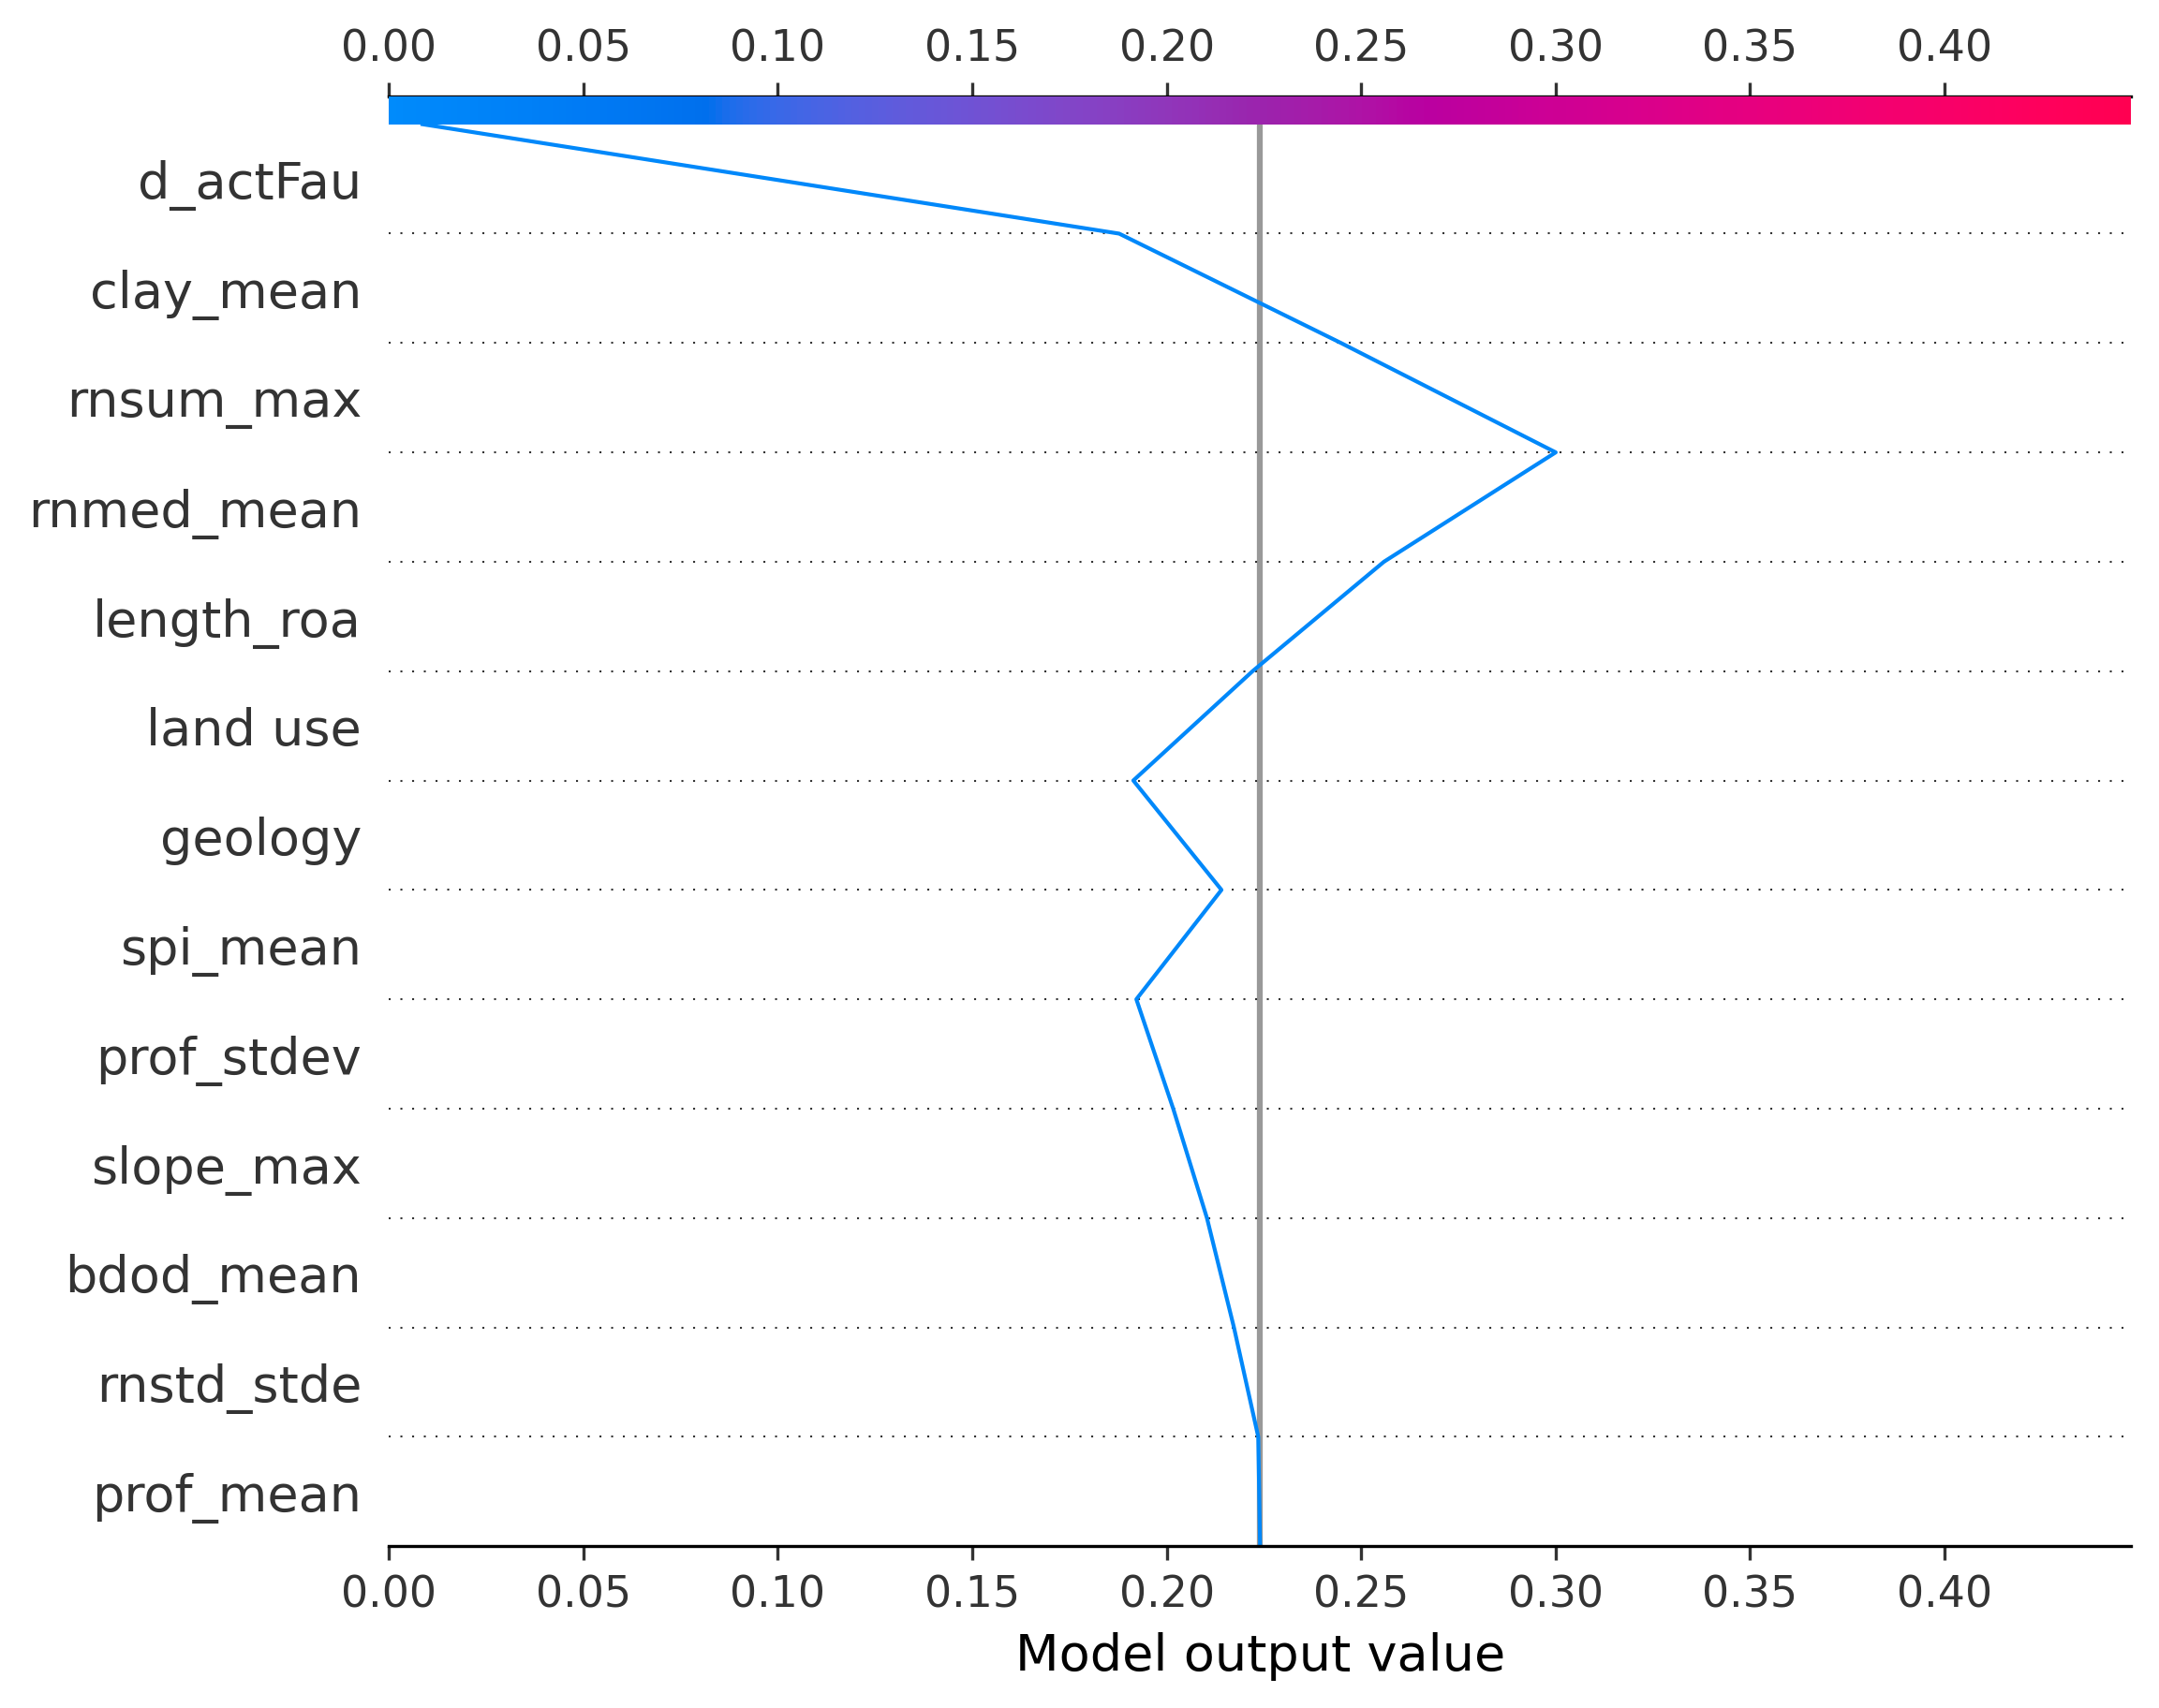 0.00 0.05 0.10 0.15 0.20 0.25 0.30 0.35 0.40
d_actFau
clay_mean
rnsum_max
rnmed_mean
length_roa
land use
geology
spi_mean
prof_stdev
slope_max
bdod_mean
rnstd_stde
prof_mean
0.00 0.05 0.10 0.15 0.20 0.25 0.30 0.35 0.40
Model output value